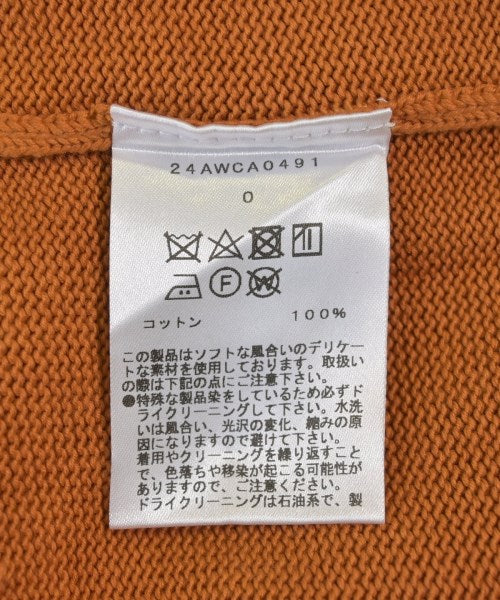 24AWCA0491
0
F W
コットン 100%
この製品はソフトな風合いのデリケー
トな素材を使用しております。取扱い
の際は下記の点にご注意下さい。
●特殊な製品染をしているため必ずド
ライクリーニングして下さい。水洗
いは風合い、光沢の変化、縮みの原
因になりますので避けて下さい。
着用やクリーニングを繰り返すこと
で、色落ちや移染が起こる可能性が
ありますので、ご注意ください。
ドライクリーニングは石油系で、製